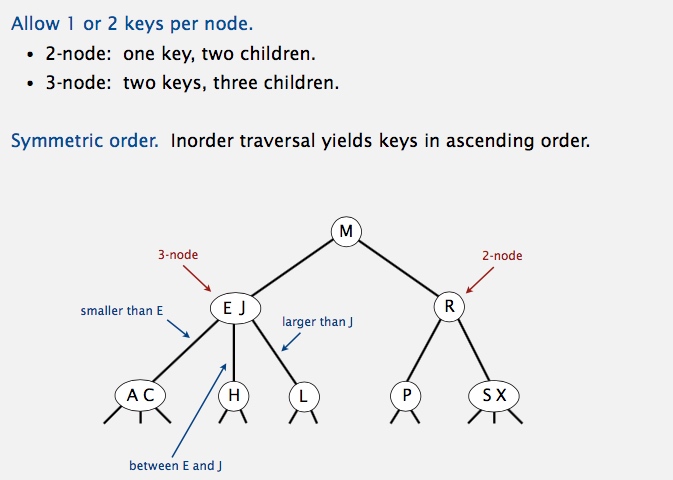 Allow 1 or 2 keys per node.
• 2-node: one key, two children.
• 3-node: two keys, three children.
Symmetric order. Inorder traversal yields keys in ascending order.
M
3-node
2-node
smaller than E
E J
R
larger than J
A C
H
L
P
S X
between E and J